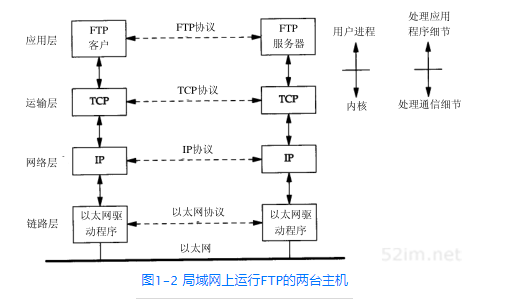 应用层
FTP
客户
FTP协议
FTP
服务器
用户进程
内核
处理应用
程序细节
处理通信细节
运输层
TCP
TCP协议
TCP
网络层
IP
IP协议
IP
链路层
以太网驱
动程序
以太网协议
以太网驱
动程序
以太网
52im.net
图1-2 局域网上运行FTP的两台主机